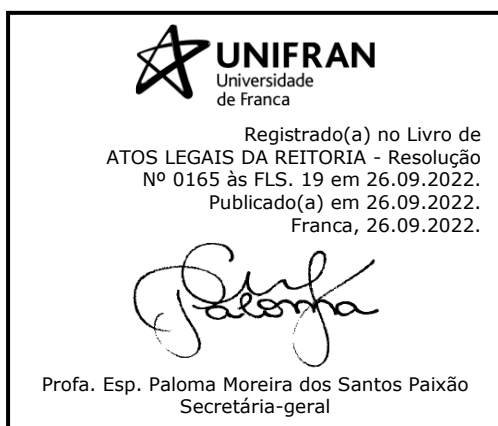 UNIFRAN
Universidade
de Franca
Registrado(a) no Livro de
ATOS LEGAIS DA REITORIA - Resolução
Nº 0165 às FLS. 19 em 26.09.2022.
Publicado(a) em 26.09.2022.
Franca, 26.09.2022.
Paloma
Profa. Esp. Paloma Moreira dos Santos Paixão
Secretária-geral